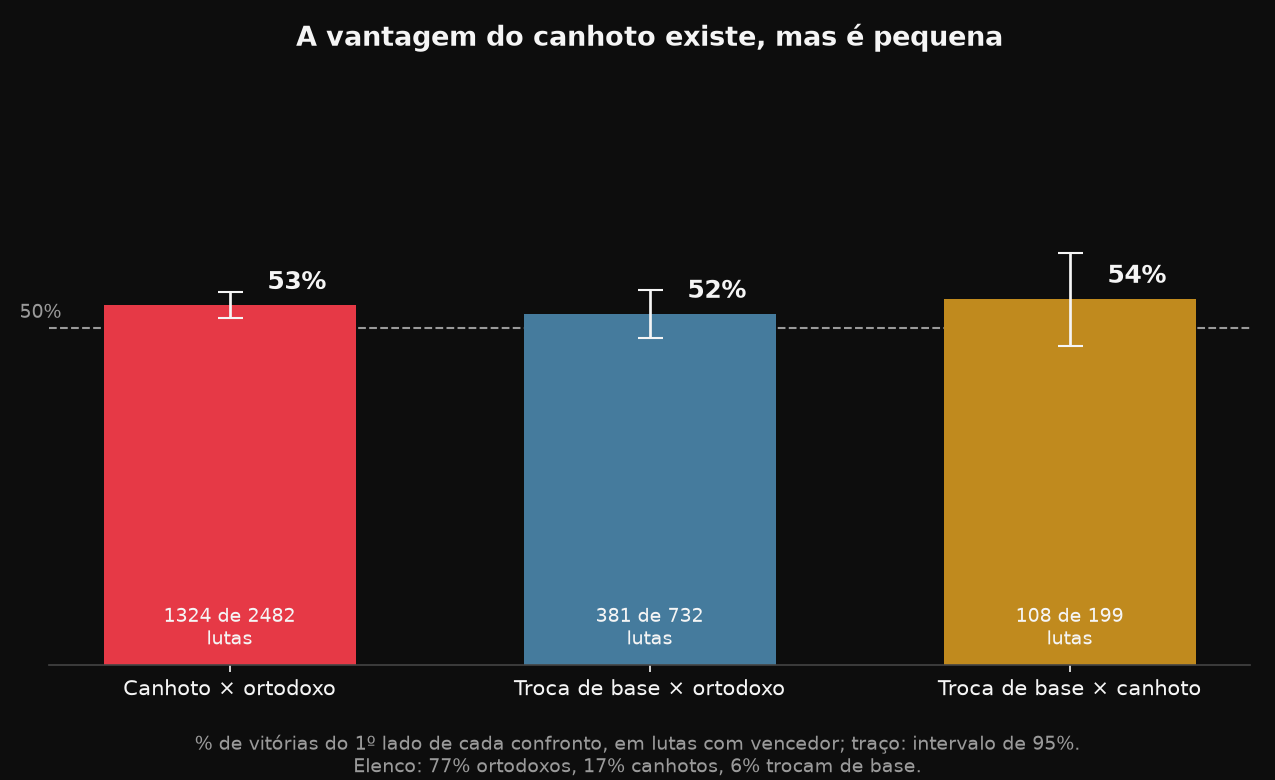 A vantagem do canhoto existe, mas é pequena
53%
52%
54%
50%
1324 de 2482
lutas
381 de 732
lutas
108 de 199
lutas
Canhoto × ortodoxo
Troca de base × ortodoxo
Troca de base × canhoto
% de vitórias do 1º lado de cada confronto, em lutas com vencedor; traço: intervalo de 95%.
Elenco: 77% ortodoxos, 17% canhotos, 6% trocam de base.